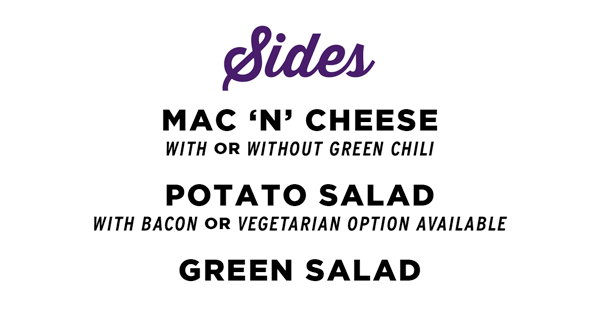 Sides
MAC ‘N’ CHEESE
WITH OR WITHOUT GREEN CHILI
POTATO SALAD
WITH BACON OR VEGETARIAN OPTION AVAILABLE
GREEN SALAD